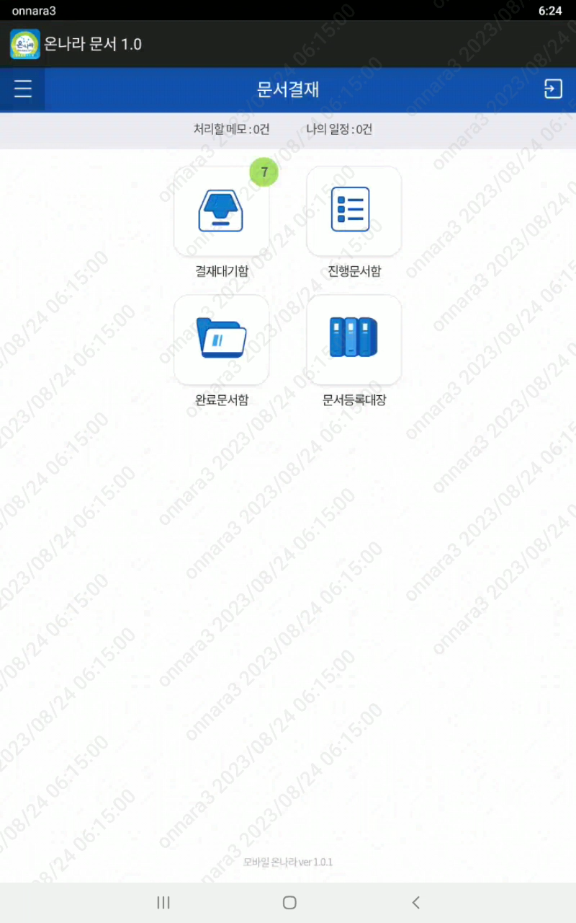 onnara3 6:24
온나라 문서 1.0
문서결재
처리할 메모 : 0건 나의 일정 : 0건
7
결재대기함 진행문서함
완료문서함 문서등록대장
모바일 온나라 ver 1.0.1
onnara3 2023/08/24 06:15:00